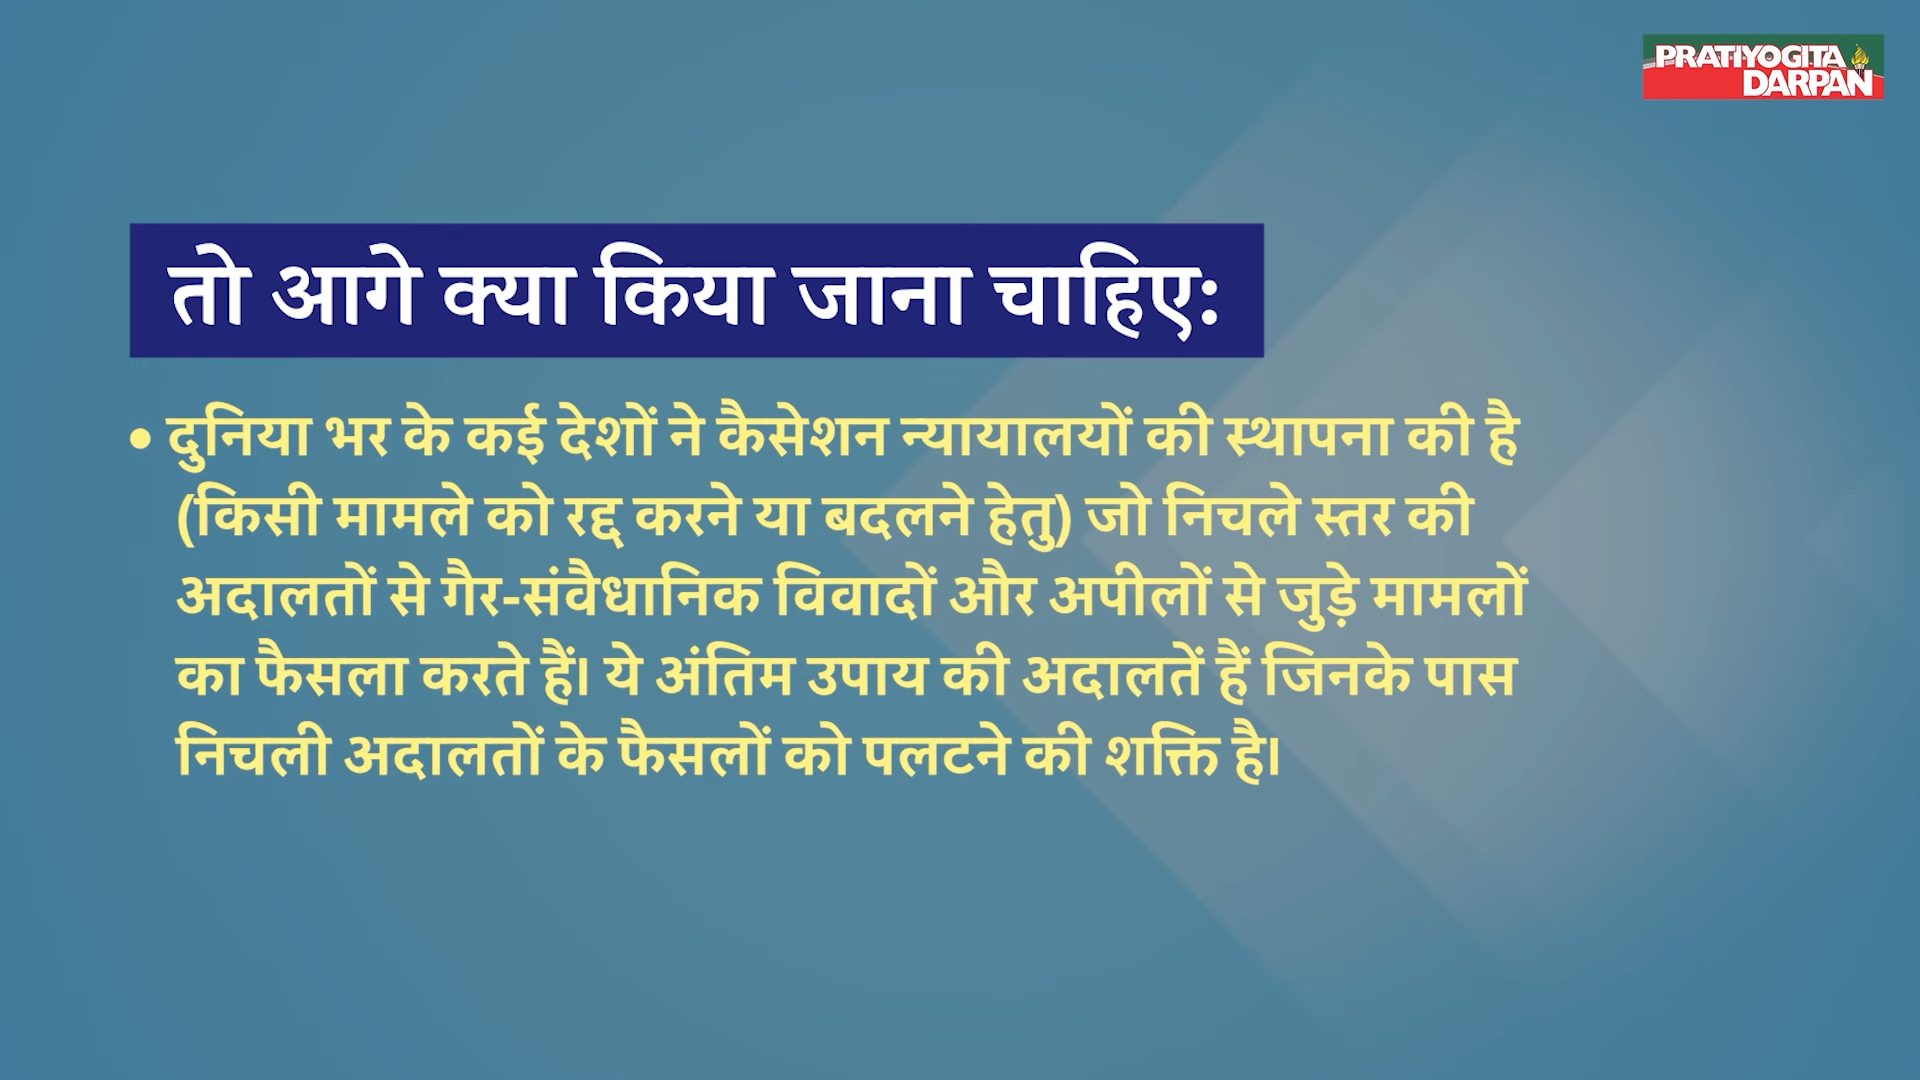 PRATIYOGITA
DARPAN
तो आगे क्या किया जाना चाहिए:
• दुनिया भर के कई देशों ने कैसेशन न्यायालयों की स्थापना की है
(किसी मामले को रद्द करने या बदलने हेतु) जो निचले स्तर की
अदालतों से गैर-संवैधानिक विवादों और अपीलों से जुड़े मामलों
का फैसला करते हैं। ये अंतिम उपाय की अदालतें हैं जिनके पास
निचली अदालतों के फैसलों को पलटने की शक्ति है।